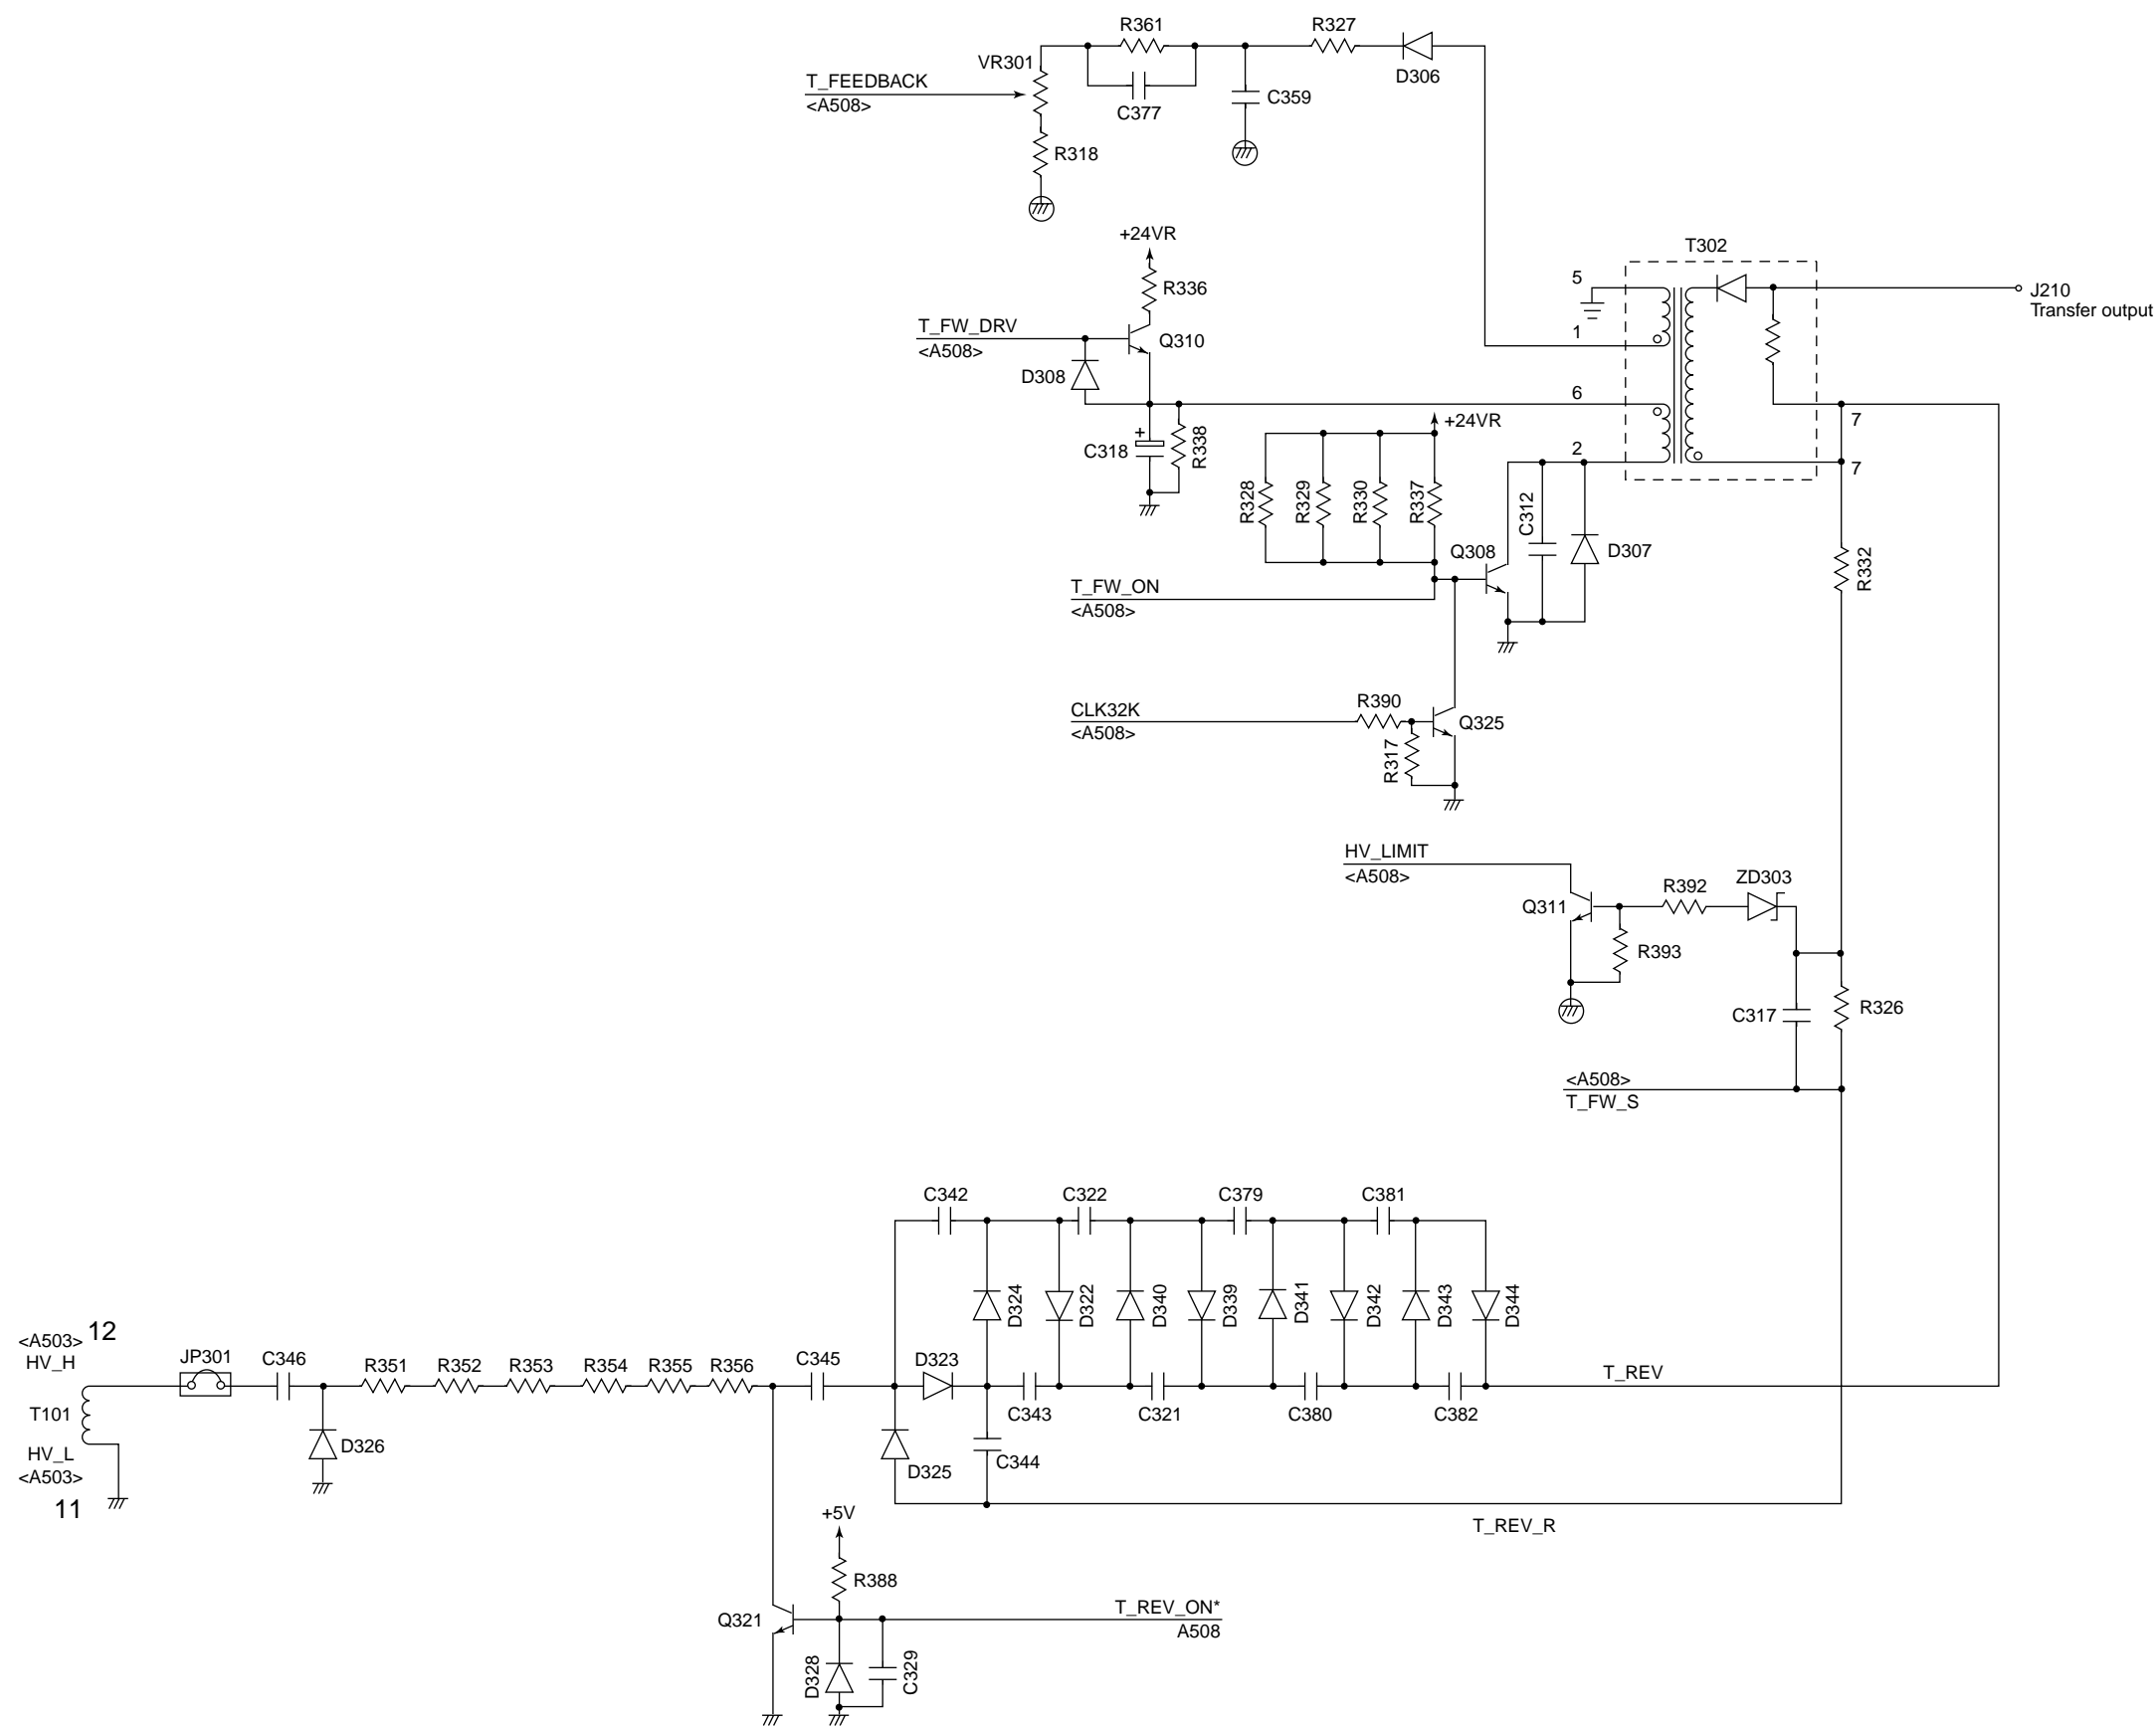 R361
R327
VR301
T_FEEDBACK
<A508>
D306
C377
C359
R318
+24VR
T302
R336
5
J210
Transfer output
T_FW_DRV
<A508>
Q310
1
D308
6
+24VR
7
C318
R338
2
7
R328
R329
R330
R337
C312
Q308
D307
R332
T_FW_ON
<A508>
CLK32K
<A508>
R390
Q325
R317
HV_LIMIT
<A508>
R392
ZD303
Q311
R393
C317
R326
<A508>
T_FW_S
C342
C322
C379
C381
D324
D322
D340
D339
D341
D342
D343
D344
<A503>
12
HV_H
JP301
C346
R351
R352
R353
R354
R355
R356
C345
D323
T_REV
T101
C343
C321
C380
C382
HV_L
<A503>
11
D326
D325
C344
+5V
T_REV_R
R388
Q321
T_REV_ON*
A508
D328
C329
+